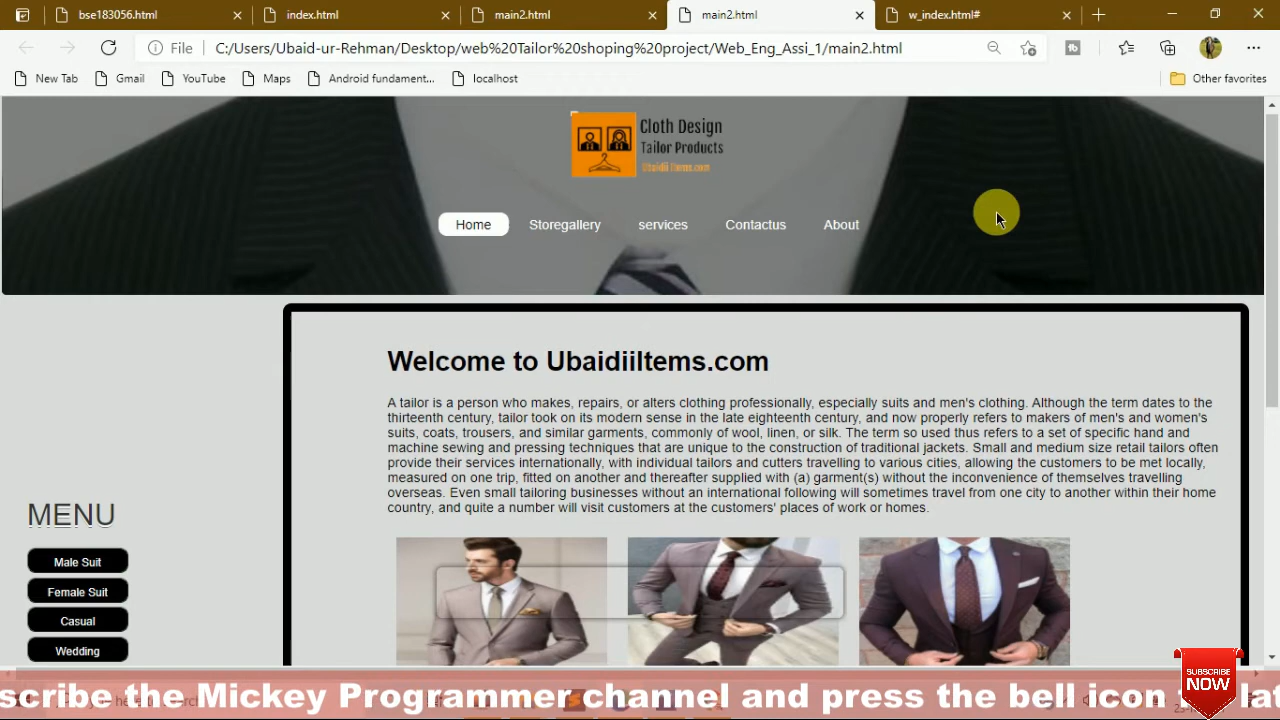 bse183056.html
index.html
main2.html
main2.html
w_index.html#
File
C:/Users/Ubaid-ur-Rehman/Desktop/web%20Tailor%20shoping%20project/Web_Eng_Assi_1/main2.html
New Tab
Gmail
YouTube
Maps
Android fundament...
localhost
Other favorites
Cloth Design
Tailor Products
Ubaidii Items.com
Home
Storegallery
services
Contactus
About
Welcome to UbaidiiItems.com
A tailor is a person who makes, repairs, or alters clothing professionally, especially suits and men's clothing. Although the term dates to the
thirteenth century, tailor took on its modern sense in the late eighteenth century, and now properly refers to makers of men's and women's
suits, coats, trousers, and similar garments, commonly of wool, linen, or silk. The term so used thus refers to a set of specific hand and
machine sewing and pressing techniques that are unique to the construction of traditional jackets. Small and medium size retail tailors often
provide their services internationally, with individual tailors and cutters travelling to various cities, allowing the customers to be met locally,
measured on one trip, fitted on another and thereafter supplied with (a) garment(s) without the inconvenience of themselves travelling
overseas. Even small tailoring businesses without an international following will sometimes travel from one city to another within their home
country, and quite a number will visit customers at the customers' places of work or homes.
MENU
Male Suit
Female Suit
Casual
Wedding
scribe the Mickey Programmer channel and press the bell icon
SUBSCRIBE
NOW